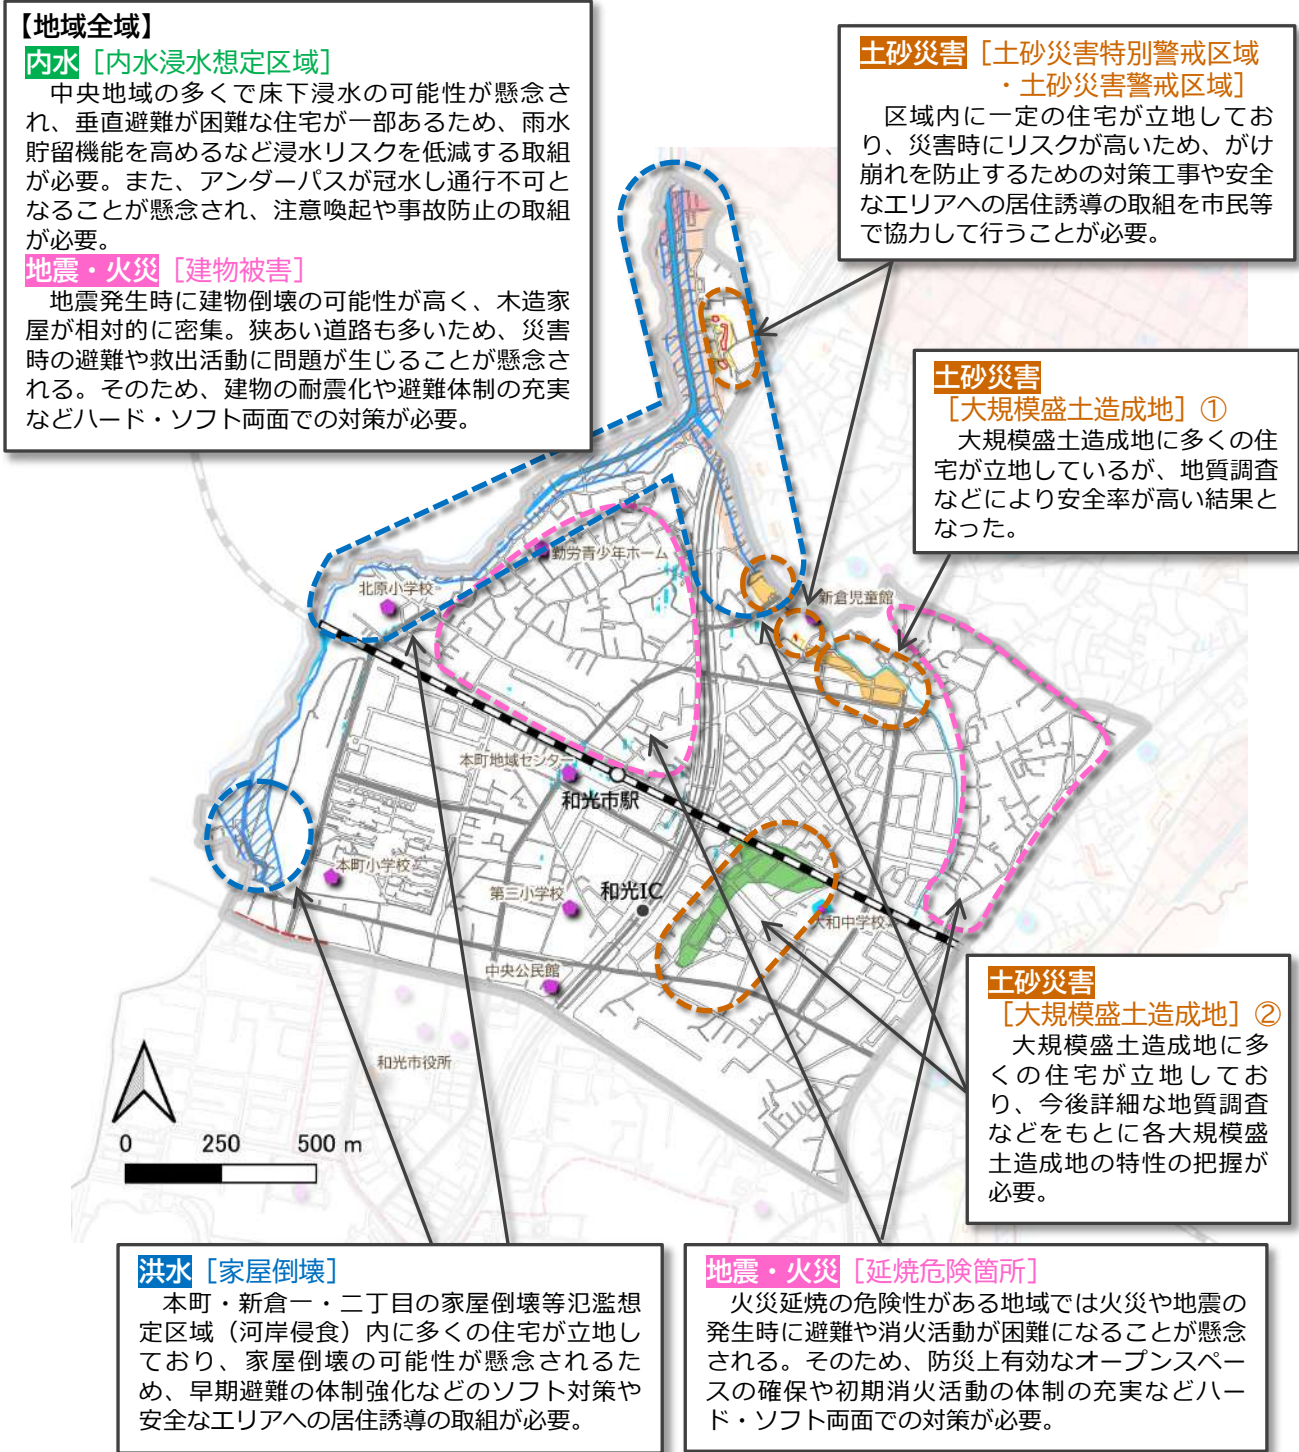 【地域全域】
内水［内水浸水想定区域］
中央地域の多くで床下浸水の可能性が懸念さ
れ、垂直避難が困難な住宅が一部あるため、雨水
貯留機能を高めるなど浸水リスクを低減する取組
が必要。また、アンダーパスが冠水し通行不可と
なることが懸念され、注意喚起や事故防止の取組
が必要。
地震・火災［建物被害］
地震発生時に建物倒壊の可能性が高く、木造家
屋が相対的に密集。狭あい道路も多いため、災害
時の避難や救出活動に問題が生じることが懸念さ
れる。そのため、建物の耐震化や避難体制の充実
などハード・ソフト両面での対策が必要。
土砂災害［土砂災害特別警戒区域
・土砂災害警戒区域］
区域内に一定の住宅が立地してお
り、災害時にリスクが高いため、がけ
崩れを防止するための対策工事や安全
なエリアへの居住誘導の取組を市民等
で協力して行うことが必要。
土砂災害
［大規模盛土造成地］①
大規模盛土造成地に多くの住
宅が立地しているが、地質調査
などにより安全率が高い結果と
なった。
勤労青少年ホーム
北原小学校
新倉児童館
本町地域センター
和光市駅
本町小学校
第三小学校
和光IC
大和中学校
中央公民館
和光市役所
0 250 500 m
土砂災害
［大規模盛土造成地］②
大規模盛土造成地に多
くの住宅が立地してお
り、今後詳細な地質調査
などをもとに各大規模盛
土造成地の特性の把握が
必要。
洪水［家屋倒壊］
本町・新倉一・二丁目の家屋倒壊等氾濫想
定区域（河岸侵食）内に多くの住宅が立地し
ており、家屋倒壊の可能性が懸念されるた
め、早期避難の体制強化などのソフト対策や
安全なエリアへの居住誘導の取組が必要。
地震・火災［延焼危険箇所］
火災延焼の危険性がある地域では火災や地震の
発生時に避難や消火活動が困難になることが懸念
される。そのため、防災上有効なオープンスペー
スの確保や初期消火活動の体制の充実などハー
ド・ソフト両面での対策が必要。